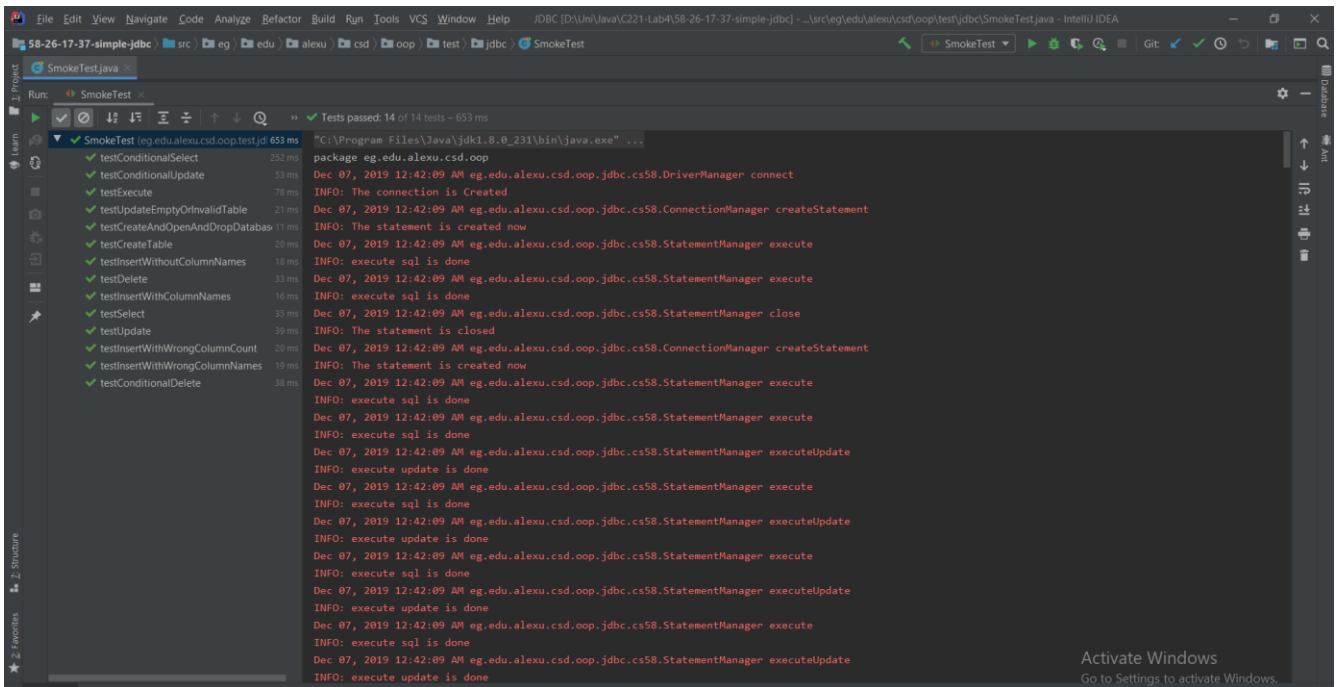 File Edit View Navigate Code Analyze Refactor Build Run Tools VCS Window Help JDBC [D:\Uni\Java\C221-Lab4\58-26-17-37-simple-jdbc] - ...\src\eg\edu\alexu\csd\oop\test\jdbc\SmokeTest.java - IntelliJ IDEA
58-26-17-37-simple-jdbc src eg edu alexu csd oop test jdbc SmokeTest SmokeTest Git:
SmokeTest.java
Run: SmokeTest
Tests passed: 14 of 14 tests – 653 ms
SmokeTest (eg.edu.alexu.csd.oop.test.jd 653 ms
testConditionalSelect 252 ms
testConditionalUpdate 53 ms
testExecute 78 ms
testUpdateEmptyOrInvalidTable 21 ms
testCreateAndOpenAndDropDatabas 11 ms
testCreateTable 20 ms
testInsertWithoutColumnNames 18 ms
testDelete 33 ms
testInsertWithColumnNames 16 ms
testSelect 35 ms
testUpdate 39 ms
testInsertWithWrongColumnCount 20 ms
testInsertWithWrongColumnNames 19 ms
testConditionalDelete 38 ms
"C:\Program Files\Java\jdk1.8.0_231\bin\java.exe" ...
package eg.edu.alexu.csd.oop
Dec 07, 2019 12:42:09 AM eg.edu.alexu.csd.oop.jdbc.cs58.DriverManager connect
INFO: The connection is Created
Dec 07, 2019 12:42:09 AM eg.edu.alexu.csd.oop.jdbc.cs58.ConnectionManager createStatement
INFO: The statement is created now
Dec 07, 2019 12:42:09 AM eg.edu.alexu.csd.oop.jdbc.cs58.StatementManager execute
INFO: execute sql is done
Dec 07, 2019 12:42:09 AM eg.edu.alexu.csd.oop.jdbc.cs58.StatementManager execute
INFO: execute sql is done
Dec 07, 2019 12:42:09 AM eg.edu.alexu.csd.oop.jdbc.cs58.StatementManager close
INFO: The statement is closed
Dec 07, 2019 12:42:09 AM eg.edu.alexu.csd.oop.jdbc.cs58.ConnectionManager createStatement
INFO: The statement is created now
Dec 07, 2019 12:42:09 AM eg.edu.alexu.csd.oop.jdbc.cs58.StatementManager execute
INFO: execute sql is done
Dec 07, 2019 12:42:09 AM eg.edu.alexu.csd.oop.jdbc.cs58.StatementManager execute
INFO: execute sql is done
Dec 07, 2019 12:42:09 AM eg.edu.alexu.csd.oop.jdbc.cs58.StatementManager executeUpdate
INFO: execute update is done
Dec 07, 2019 12:42:09 AM eg.edu.alexu.csd.oop.jdbc.cs58.StatementManager execute
INFO: execute sql is done
Dec 07, 2019 12:42:09 AM eg.edu.alexu.csd.oop.jdbc.cs58.StatementManager executeUpdate
INFO: execute update is done
Dec 07, 2019 12:42:09 AM eg.edu.alexu.csd.oop.jdbc.cs58.StatementManager execute
INFO: execute sql is done
Dec 07, 2019 12:42:09 AM eg.edu.alexu.csd.oop.jdbc.cs58.StatementManager executeUpdate
INFO: execute update is done
Dec 07, 2019 12:42:09 AM eg.edu.alexu.csd.oop.jdbc.cs58.StatementManager execute
INFO: execute sql is done
Dec 07, 2019 12:42:09 AM eg.edu.alexu.csd.oop.jdbc.cs58.StatementManager executeUpdate
INFO: execute update is done
1: Project
Learn
7: Structure
2: Favorites
Database
Ant
Activate Windows
Go to Settings to activate Windows.